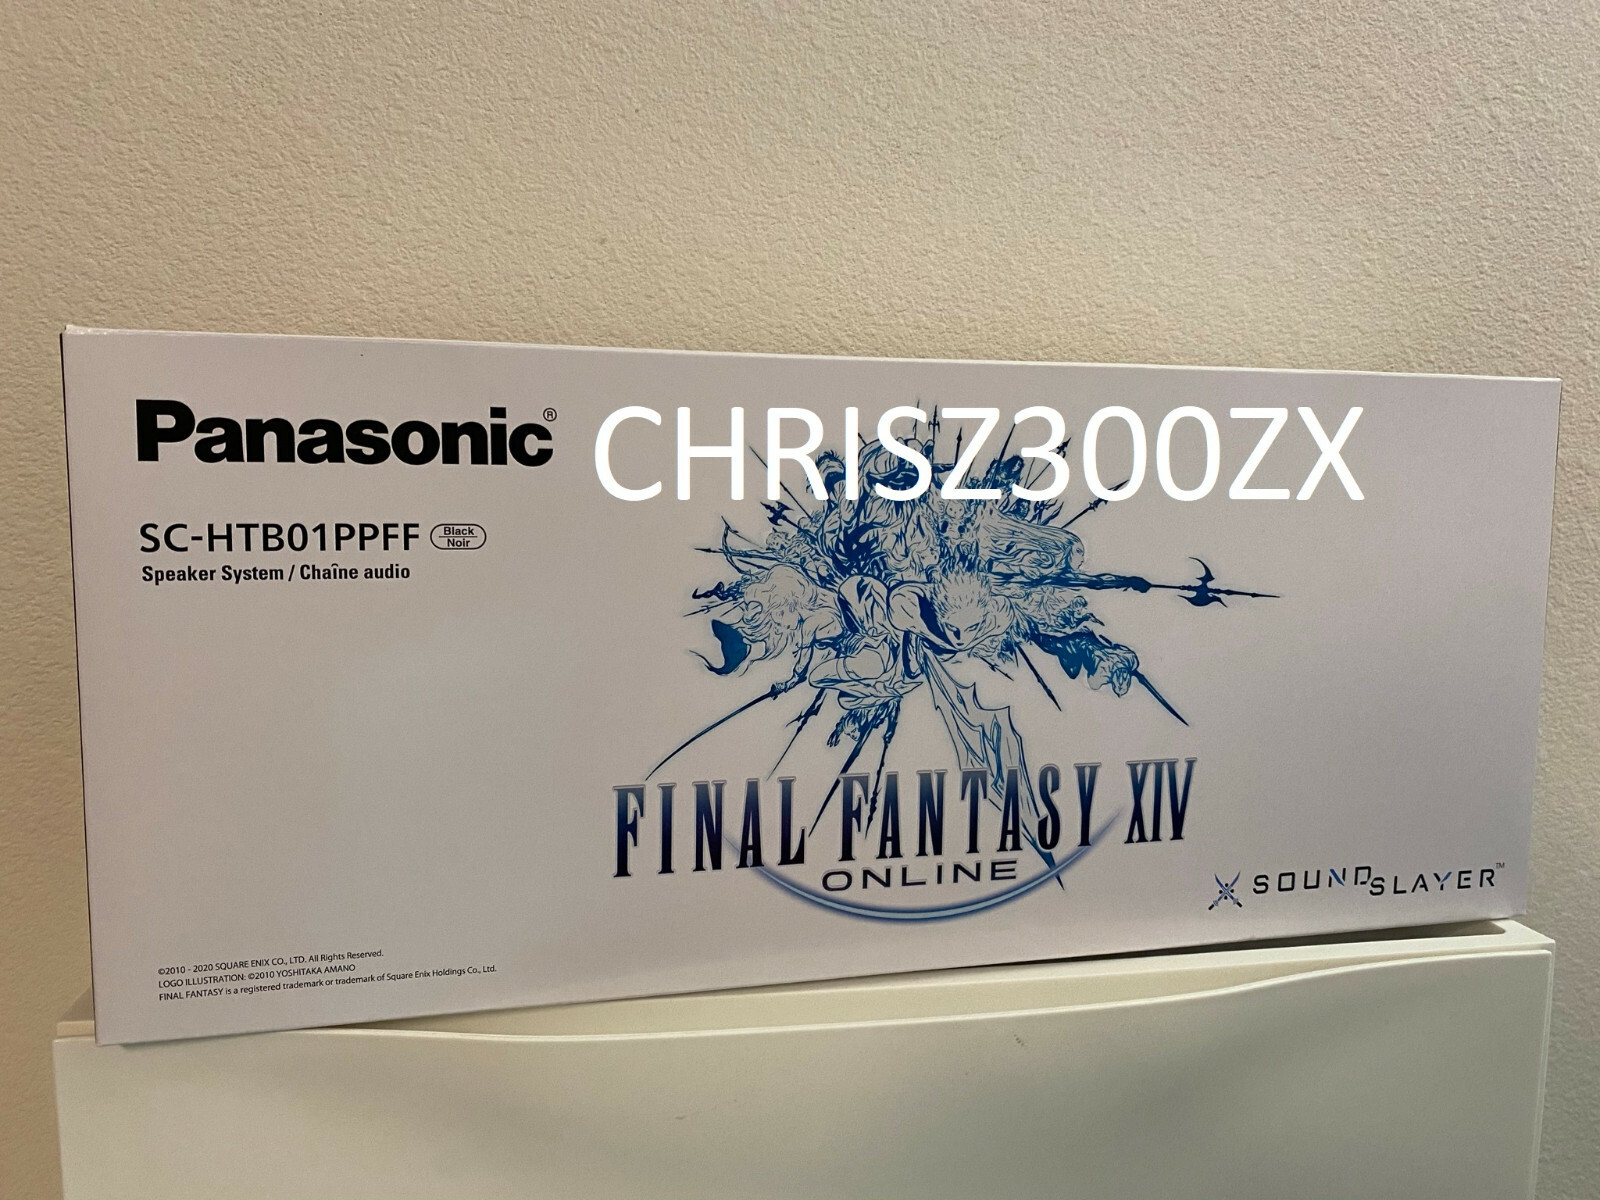 Panasonic®
CHRISZ300ZX
SC-HTB01PPFF Black
Noir
Speaker System / Chaîne audio
FINAL FANTASY XIV
ONLINE
SOUNDSLAYER™
©2010 - 2020 SQUARE ENIX CO., LTD. All Rights Reserved.
LOGO ILLUSTRATION: ©2010 YOSHITAKA AMANO
FINAL FANTASY is a registered trademark or trademark of Square Enix Holdings Co., Ltd.